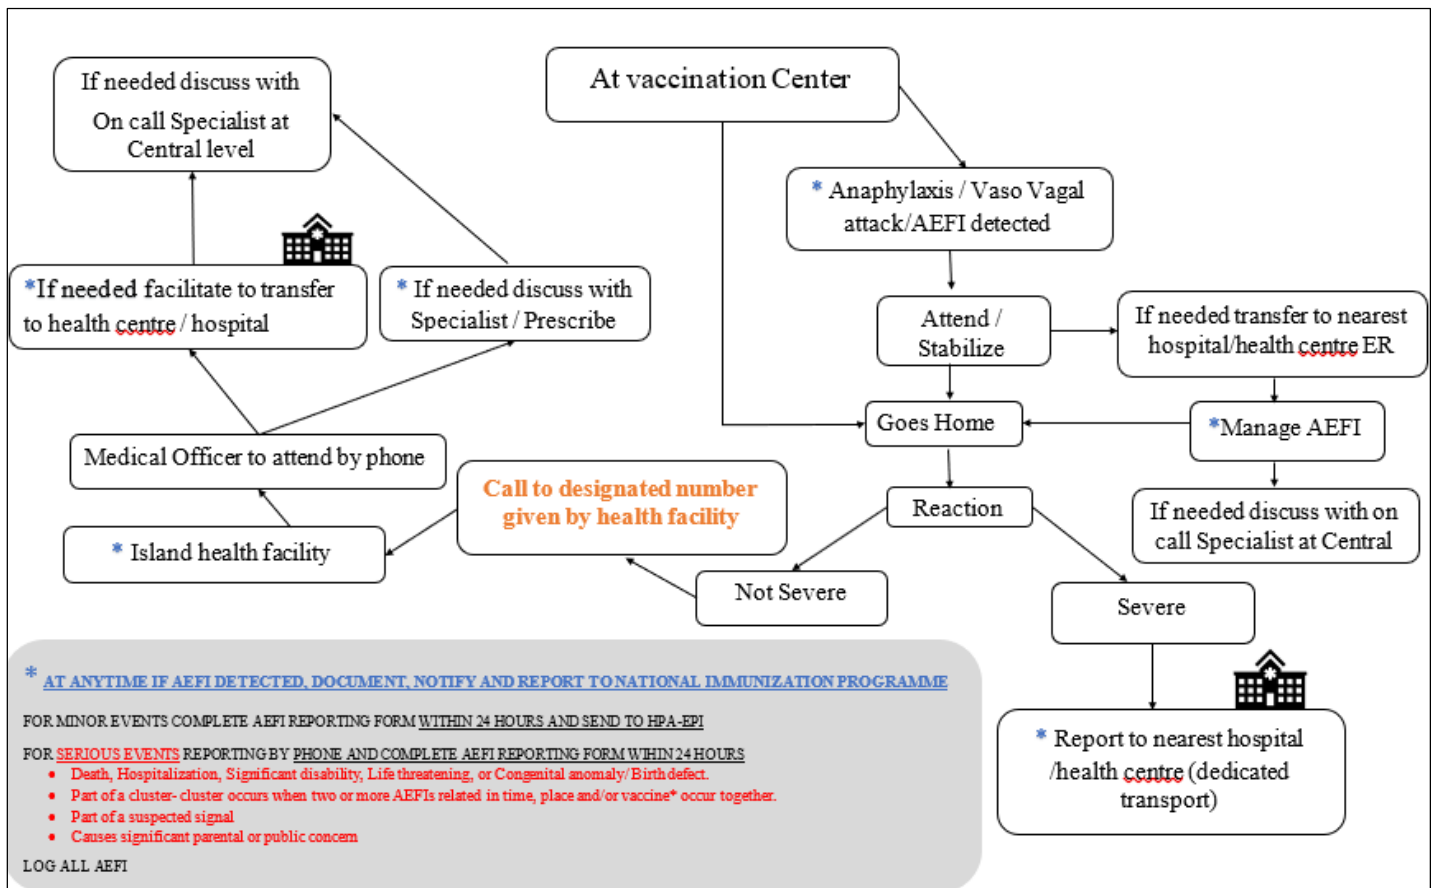 At vaccination Center
If needed discuss with
On call Specialist at
Central level
* Anaphylaxis / Vaso Vagal
attack/AEFI detected
*If needed facilitate to transfer
to health centre / hospital
* If needed discuss with
Specialist / Prescribe
Attend /
Stabilize
If needed transfer to nearest
hospital/health centre ER
Goes Home
*Manage AEFI
Medical Officer to attend by phone
Call to designated number
given by health facility
Reaction
If needed discuss with on
call Specialist at Central
* Island health facility
Not Severe
Severe
* Report to nearest hospital
/health centre (dedicated
transport)
* AT ANYTIME IF AEFI DETECTED, DOCUMENT, NOTIFY AND REPORT TO NATIONAL IMMUNIZATION PROGRAMME
FOR MINOR EVENTS COMPLETE AEFI REPORTING FORM WITHIN 24 HOURS AND SEND TO HPA-EPI
FOR SERIOUS EVENTS REPORTING BY PHONE AND COMPLETE AEFI REPORTING FORM WIHIN 24 HOURS
• Death, Hospitalization, Significant disability, Life threatening, or Congenital anomaly/Birth defect.
• Part of a cluster- cluster occurs when two or more AEFIs related in time, place and/or vaccine* occur together.
• Part of a suspected signal
• Causes significant parental or public concern
LOG ALL AEFI